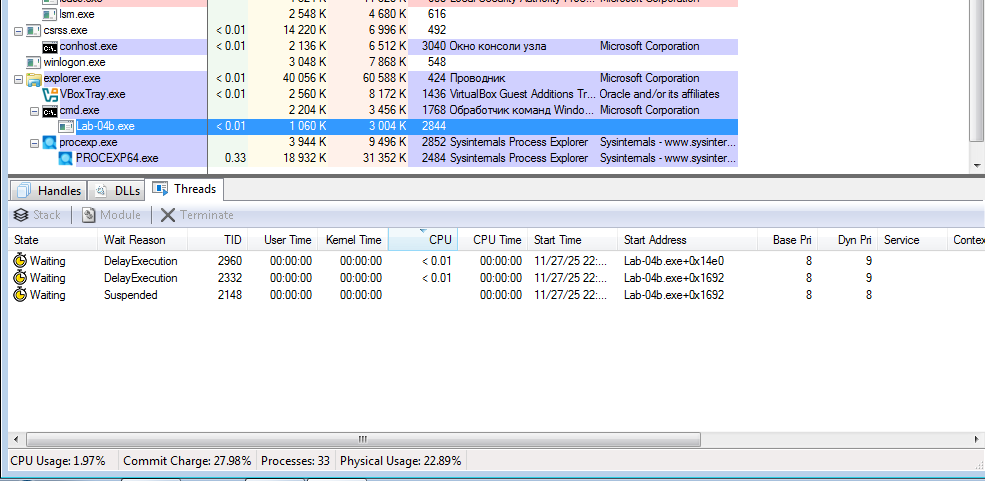 lsm.exe 2 548 K 4 680 K 616
csrss.exe < 0.01 14 220 K 6 996 K 492
conhost.exe < 0.01 2 136 K 6 512 K 3040 Окно консоли узла Microsoft Corporation
winlogon.exe 3 048 K 7 868 K 548
explorer.exe < 0.01 40 056 K 60 588 K 424 Проводник Microsoft Corporation
VBoxTray.exe < 0.01 2 560 K 8 172 K 1436 VirtualBox Guest Additions Tr... Oracle and/or its affiliates
cmd.exe 2 204 K 3 456 K 1768 Обработчик команд Windo... Microsoft Corporation
Lab-04b.exe < 0.01 1 060 K 3 004 K 2844
procexp.exe 3 944 K 9 496 K 2852 Sysinternals Process Explorer Sysinternals - www.sysinter...
PROCEXP64.exe 0.33 18 932 K 31 352 K 2484 Sysinternals Process Explorer Sysinternals - www.sysinter...
Handles DLLs Threads
Stack Module Terminate
State Wait Reason TID User Time Kernel Time CPU CPU Time Start Time Start Address Base Pri Dyn Pri Service Contex
Waiting DelayExecution 2960 00:00:00 00:00:00 < 0.01 00:00:00 11/27/25 22:... Lab-04b.exe+0x14e0 8 9
Waiting DelayExecution 2332 00:00:00 00:00:00 < 0.01 00:00:00 11/27/25 22:... Lab-04b.exe+0x1692 8 9
Waiting Suspended 2148 00:00:00 00:00:00 00:00:00 11/27/25 22:... Lab-04b.exe+0x1692 8 8
CPU Usage: 1.97% Commit Charge: 27.98% Processes: 33 Physical Usage: 22.89%